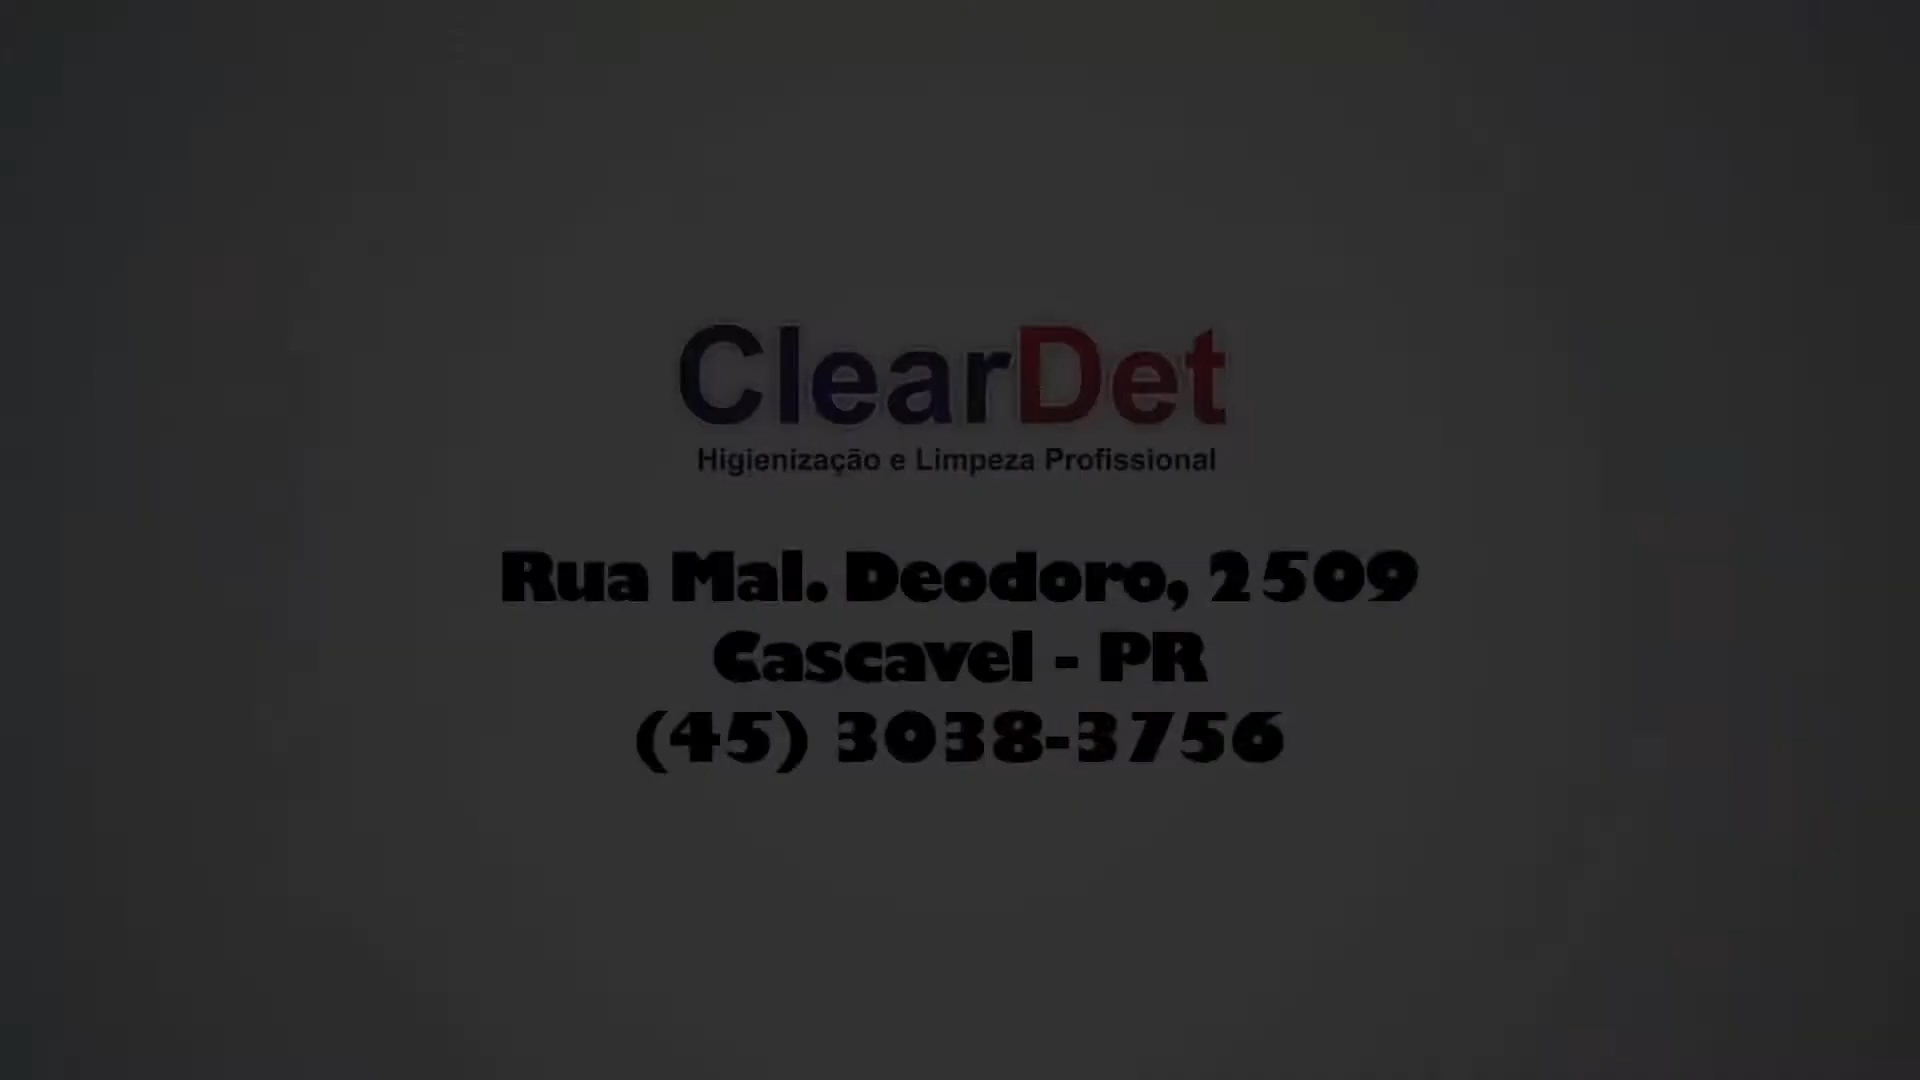 ClearDet
Higienização e Limpeza Profissional
Rua Mal. Deodoro, 2509
Cascavel - PR
(45) 3038-3756